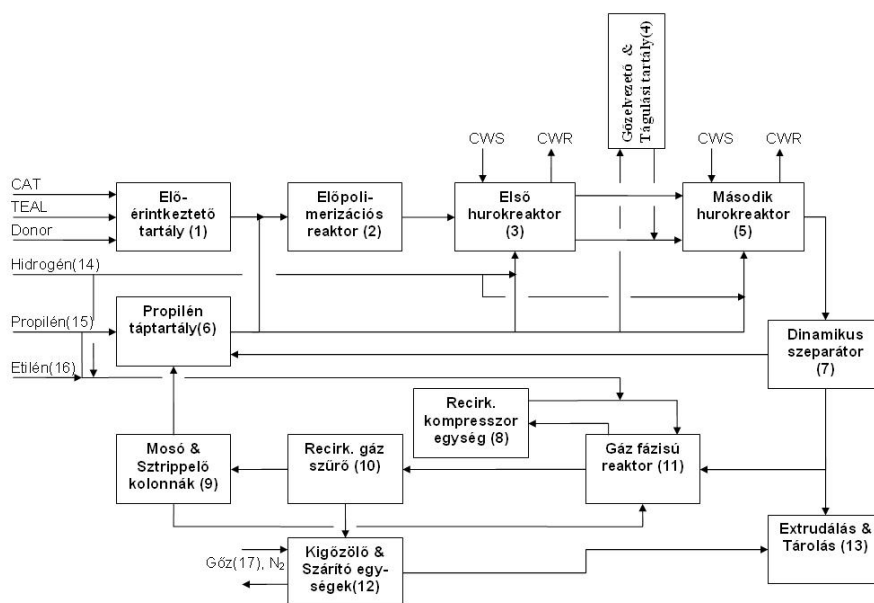 Gőzelvezető &
Tágulási tartály(4)
CWS
CWR
CWS
CWR
CAT
TEAL
Donor
Elő-
érintkeztető
tartály (1)
Előpoli-
merizációs
reaktor (2)
Első
hurokreaktor
(3)
Második
hurokreaktor
(5)
Hidrogén(14)
Propilén(15)
Etilén(16)
Propilén
táptartály(6)
Dinamikus
szeparátor
(7)
Recirk.
kompresszor
egység (8)
Mosó &
Sztrippelő
kolonnák (9)
Recirk. gáz
szűrő (10)
Gáz fázisú
reaktor (11)
Gőz(17), N₂
Kigőzölő &
Szárító egy-
ségek(12)
Extrudálás &
Tárolás (13)